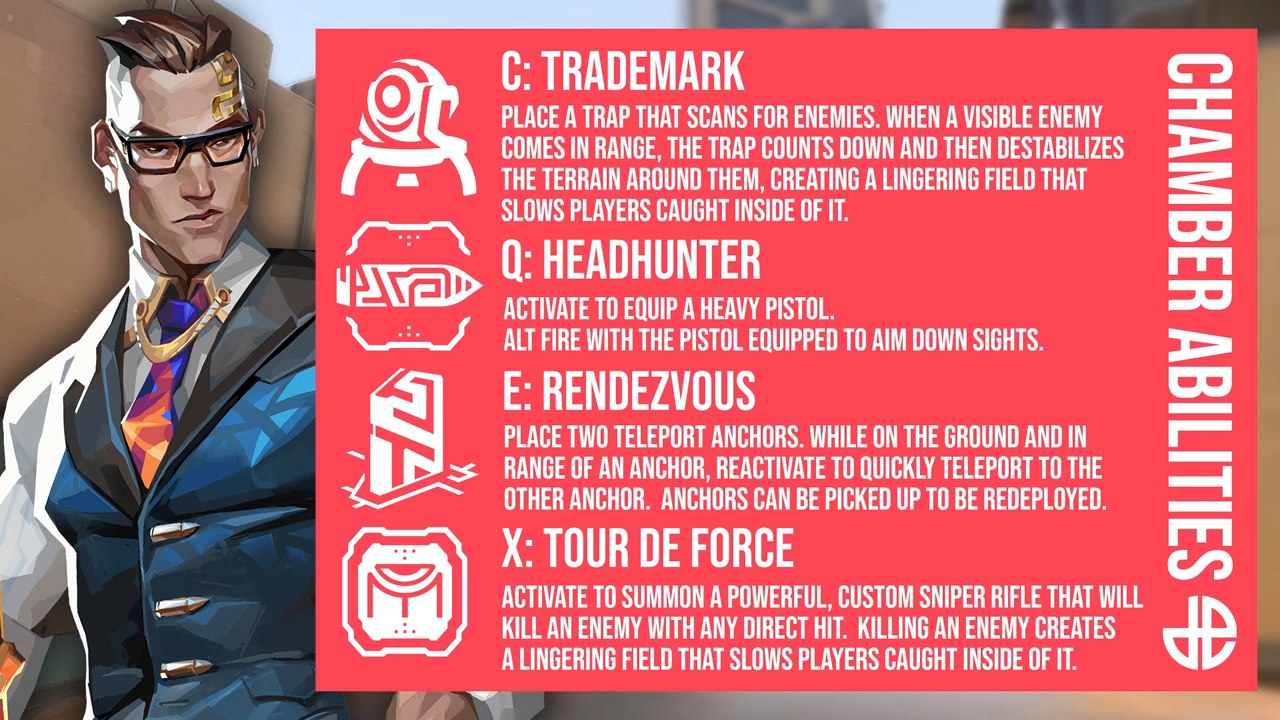 C: TRADEMARK
PLACE A TRAP THAT SCANS FOR ENEMIES. WHEN A VISIBLE ENEMY
COMES IN RANGE, THE TRAP COUNTS DOWN AND THEN DESTABILIZES
THE TERRAIN AROUND THEM, CREATING A LINGERING FIELD THAT
SLOWS PLAYERS CAUGHT INSIDE OF IT.
Q: HEADHUNTER
ACTIVATE TO EQUIP A HEAVY PISTOL.
ALT FIRE WITH THE PISTOL EQUIPPED TO AIM DOWN SIGHTS.
E: RENDEZVOUS
PLACE TWO TELEPORT ANCHORS. WHILE ON THE GROUND AND IN
RANGE OF AN ANCHOR, REACTIVATE TO QUICKLY TELEPORT TO THE
OTHER ANCHOR. ANCHORS CAN BE PICKED UP TO BE REDEPLOYED.
X: TOUR DE FORCE
ACTIVATE TO SUMMON A POWERFUL, CUSTOM SNIPER RIFLE THAT WILL
KILL AN ENEMY WITH ANY DIRECT HIT. KILLING AN ENEMY CREATES
A LINGERING FIELD THAT SLOWS PLAYERS CAUGHT INSIDE OF IT.
CHAMBER ABILITIES